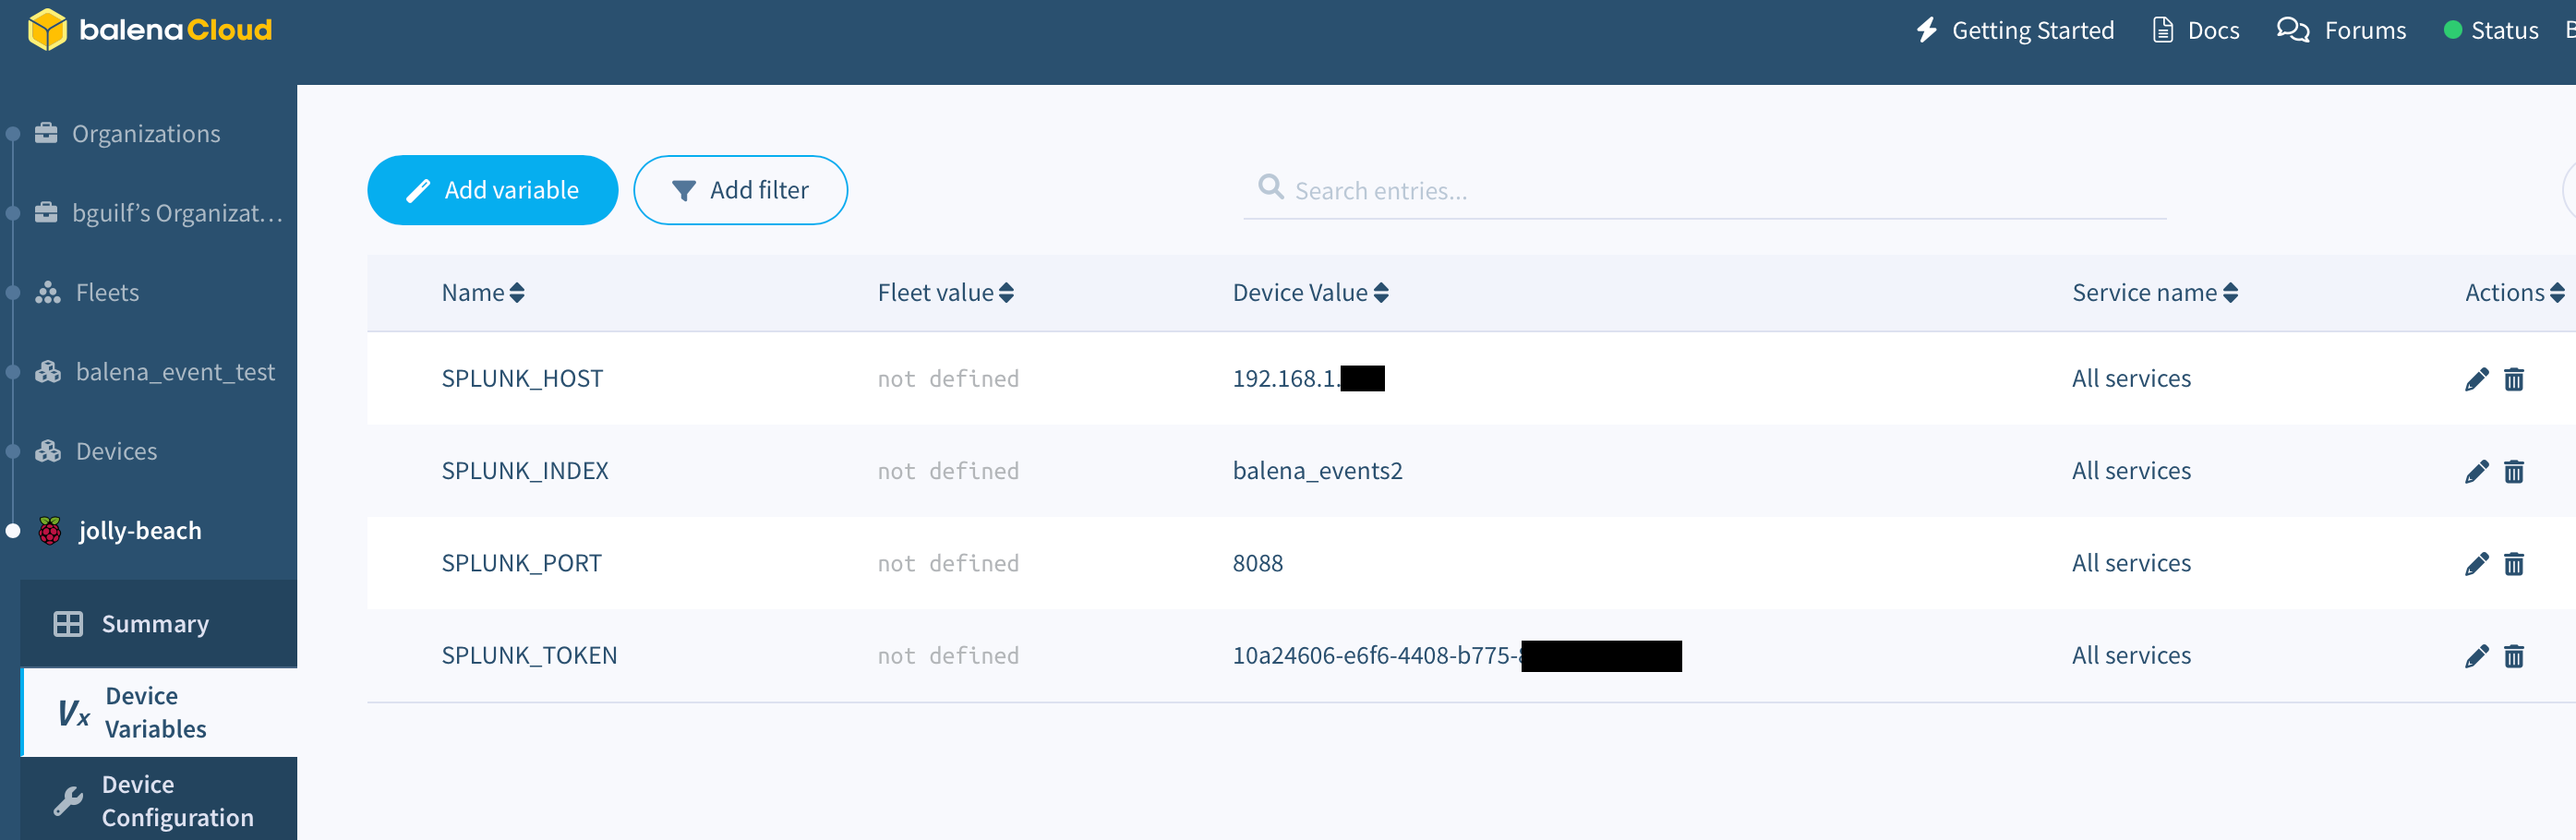 balenaCloud
Getting Started Docs Forums Status
Organizations
bguilf's Organizat...
Fleets
balena_event_test
Devices
jolly-beach
Summary
Vx Device
Variables
Device
Configuration
Add variable Add filter Search entries...
Name Fleet value Device Value Service name Actions
SPLUNK_HOST not defined 192.168.1. All services
SPLUNK_INDEX not defined balena_events2 All services
SPLUNK_PORT not defined 8088 All services
SPLUNK_TOKEN not defined 10a24606-e6f6-4408-b775- All services